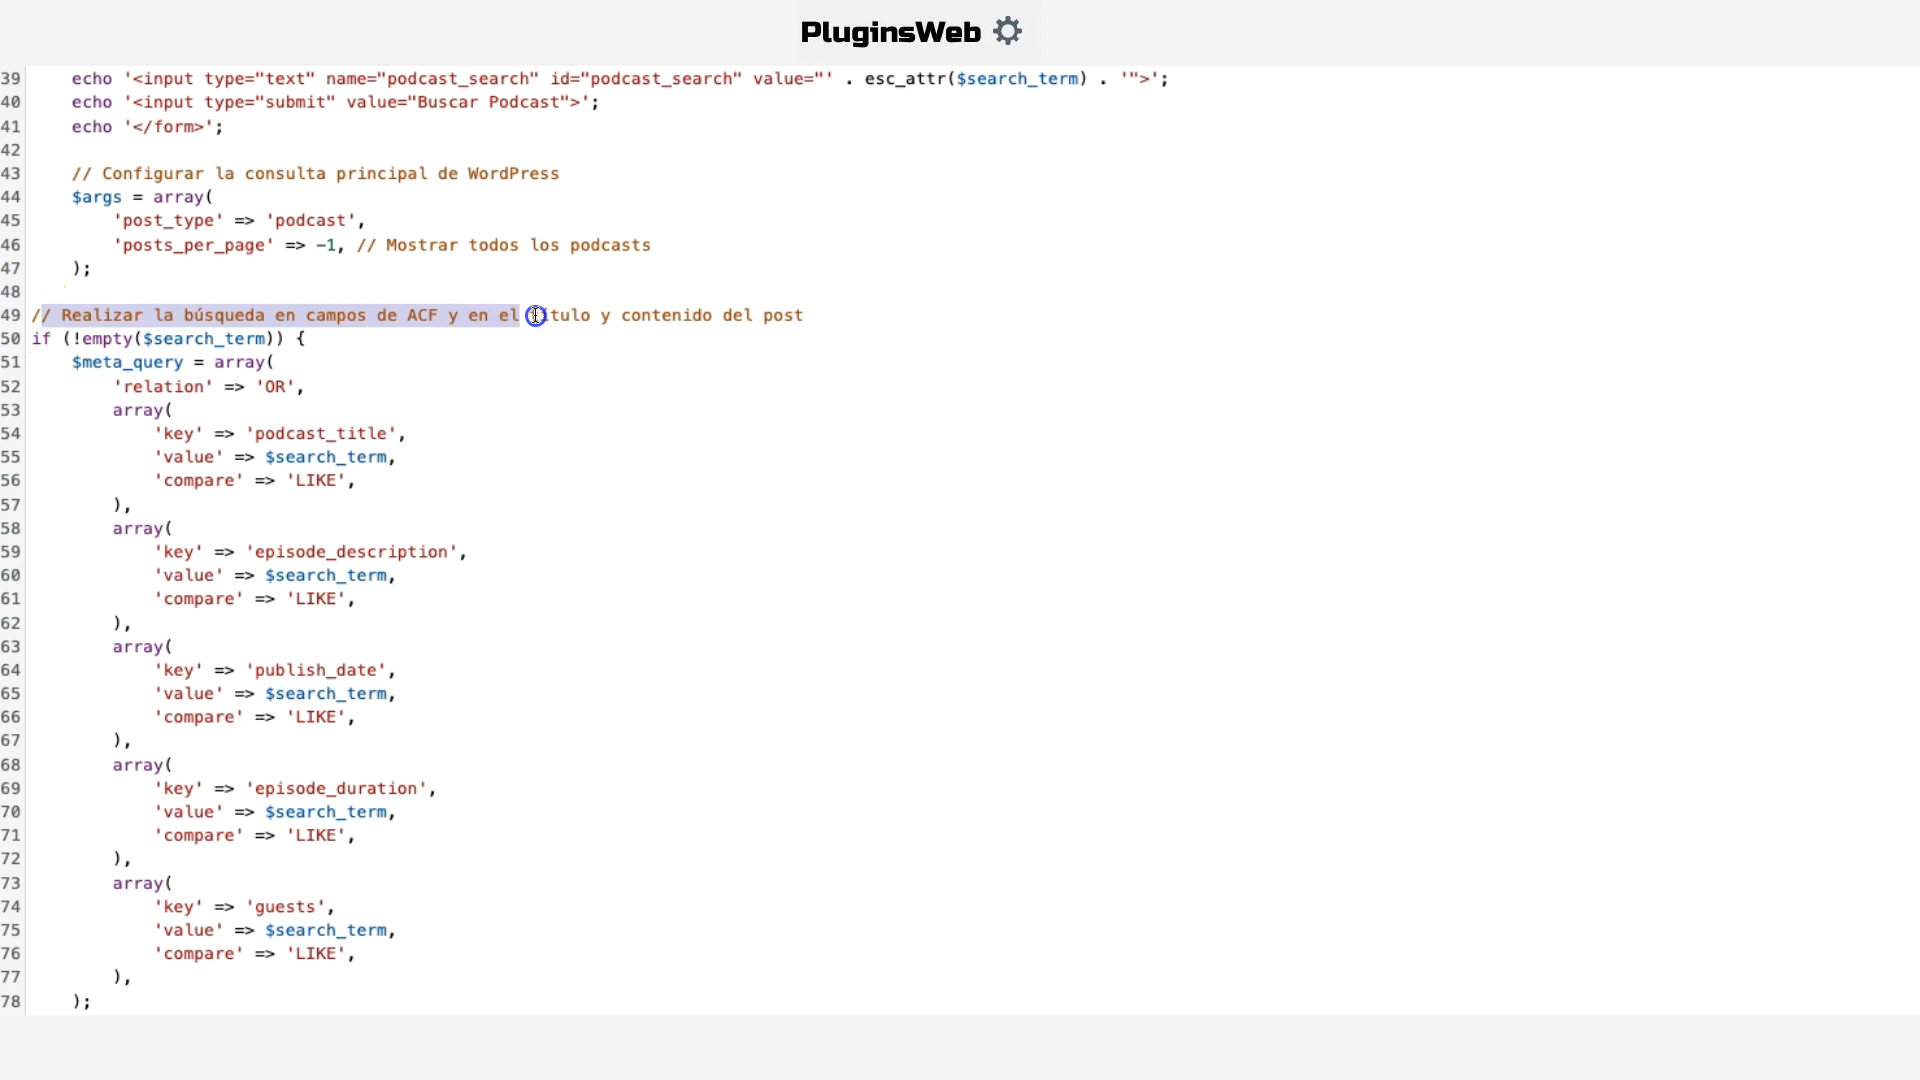 PluginsWeb
39 echo '<input type="text" name="podcast_search" id="podcast_search" value="' . esc_attr($search_term) . '">';
40 echo '<input type="submit" value="Buscar Podcast">';
41 echo '</form>';
42
43 // Configurar la consulta principal de WordPress
44 $args = array(
45 'post_type' => 'podcast',
46 'posts_per_page' => -1, // Mostrar todos los podcasts
47 );
48
49 // Realizar la búsqueda en campos de ACF y en el título y contenido del post
50 if (!empty($search_term)) {
51 $meta_query = array(
52 'relation' => 'OR',
53 array(
54 'key' => 'podcast_title',
55 'value' => $search_term,
56 'compare' => 'LIKE',
57 ),
58 array(
59 'key' => 'episode_description',
60 'value' => $search_term,
61 'compare' => 'LIKE',
62 ),
63 array(
64 'key' => 'publish_date',
65 'value' => $search_term,
66 'compare' => 'LIKE',
67 ),
68 array(
69 'key' => 'episode_duration',
70 'value' => $search_term,
71 'compare' => 'LIKE',
72 ),
73 array(
74 'key' => 'guests',
75 'value' => $search_term,
76 'compare' => 'LIKE',
77 ),
78 );